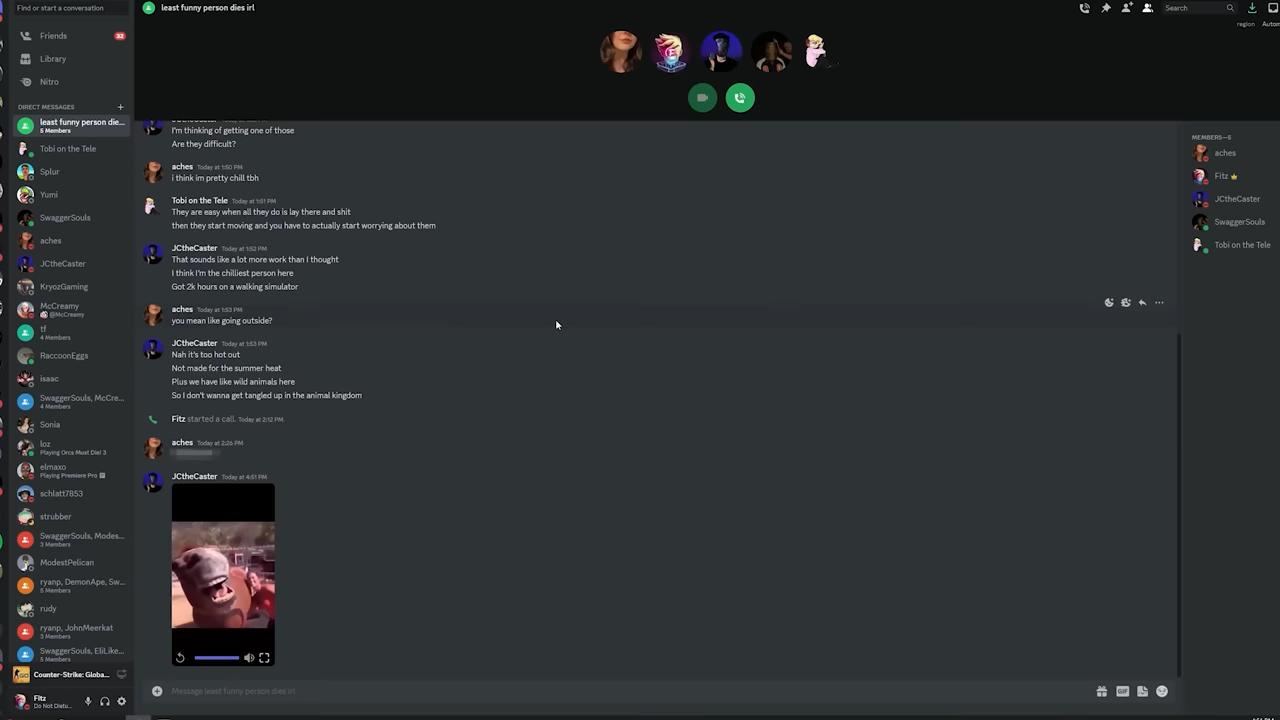 Find or start a conversation
least funny person dies irl
Search
region
Friends
32
Library
Nitro
DIRECT MESSAGES
least funny person die...
5 Members
Tobi on the Tele
Splur
Yumi
SwaggerSouls
aches
JCtheCaster
KryozGaming
McCreamy
@McCreamy
tf
4 Members
RaccoonEggs
isaac
SwaggerSouls, McCre...
4 Members
Sonia
loz
Playing Orcs Must Die! 3
elmaxo
Playing Premiere Pro
schlatt7853
strubber
SwaggerSouls, Modes...
3 Members
ModestPelican
ryanp, DemonApe, Sw...
5 Members
rudy
ryanp, JohnMeerkat
3 Members
SwaggerSouls, EliLike...
5 Members
Counter-Strike: Globa...
Fitz
Do Not Distu...
I'm thinking of getting one of those
Are they difficult?
aches Today at 1:50 PM
i think im pretty chill tbh
Tobi on the Tele Today at 1:51 PM
They are easy when all they do is lay there and shit
then they start moving and you have to actually start worrying about them
JCtheCaster Today at 1:52 PM
That sounds like a lot more work than I thought
I think I'm the chilliest person here
Got 2k hours on a walking simulator
aches Today at 1:53 PM
you mean like going outside?
JCtheCaster Today at 1:53 PM
Nah it's too hot out
Not made for the summer heat
Plus we have like wild animals here
So I don't wanna get tangled up in the animal kingdom
Fitz started a call. Today at 2:12 PM
aches Today at 2:26 PM
JCtheCaster Today at 4:51 PM
Message least funny person dies irl
GIF
MEMBERS—5
aches
Fitz
JCtheCaster
SwaggerSouls
Tobi on the Tele